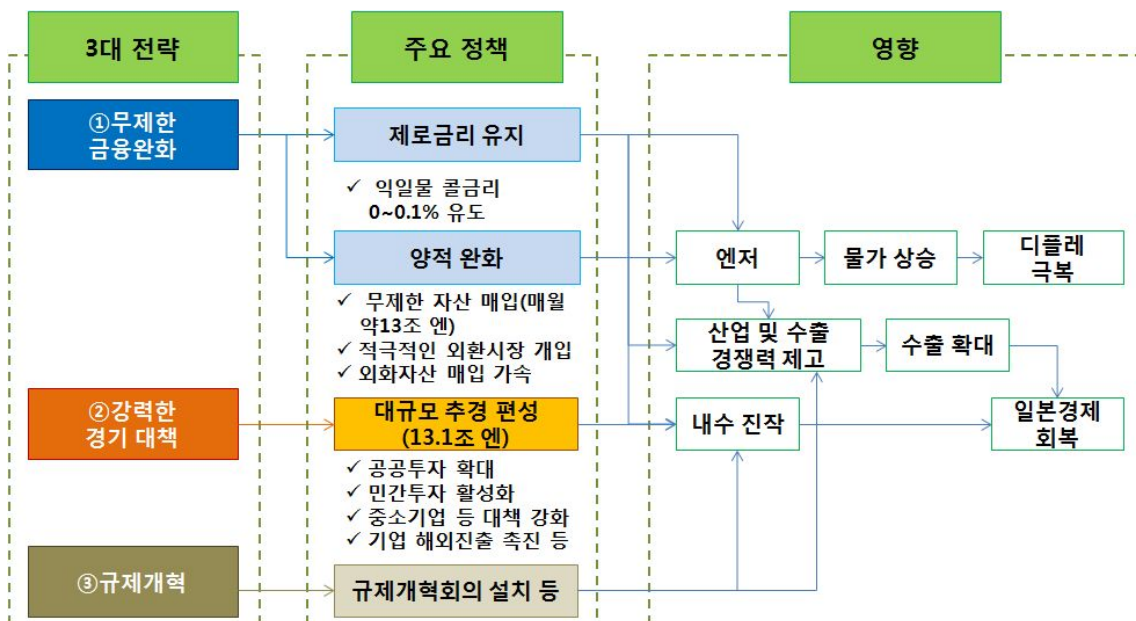 3대 전략
주요 정책
영향
①무제한
금융완화
제로금리 유지
✓ 익일물 콜금리
0~0.1% 유도
양적 완화
엔저
물가 상승
디플레
극복
✓ 무제한 자산 매입(매월
약13조 엔)
✓ 적극적인 외환시장 개입
✓ 외화자산 매입 가속
산업 및 수출
경쟁력 제고
수출 확대
②강력한
경기 대책
대규모 추경 편성
(13.1조 엔)
내수 진작
일본경제
회복
✓ 공공투자 확대
✓ 민간투자 활성화
✓ 중소기업 등 대책 강화
✓ 기업 해외진출 촉진 등
③규제개혁
규제개혁회의 설치 등